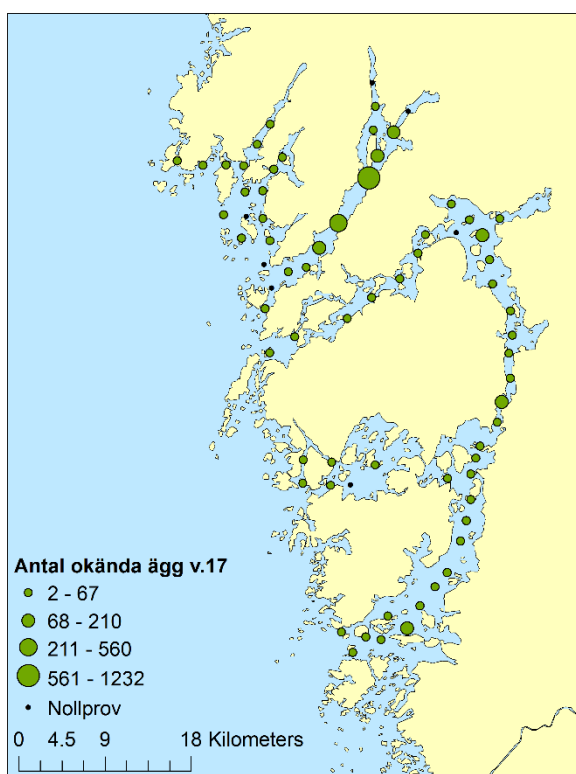 Antal okända ägg v.17
2 - 67
68 - 210
211 - 560
561 - 1232
Nollprov
0 4.5 9 18 Kilometers